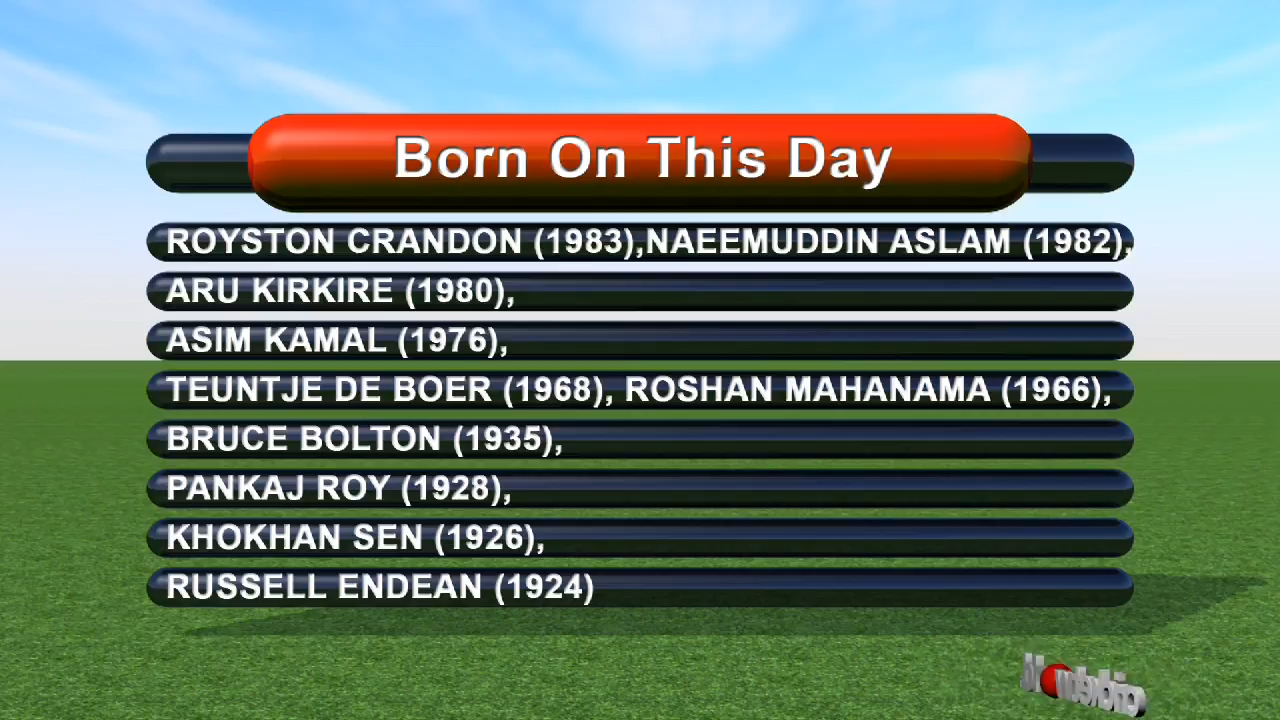 Born On This Day
ROYSTON CRANDON (1983),NAEEMUDDIN ASLAM (1982),
ARU KIRKIRE (1980),
ASIM KAMAL (1976),
TEUNTJE DE BOER (1968), ROSHAN MAHANAMA (1966),
BRUCE BOLTON (1935),
PANKAJ ROY (1928),
KHOKHAN SEN (1926),
RUSSELL ENDEAN (1924)